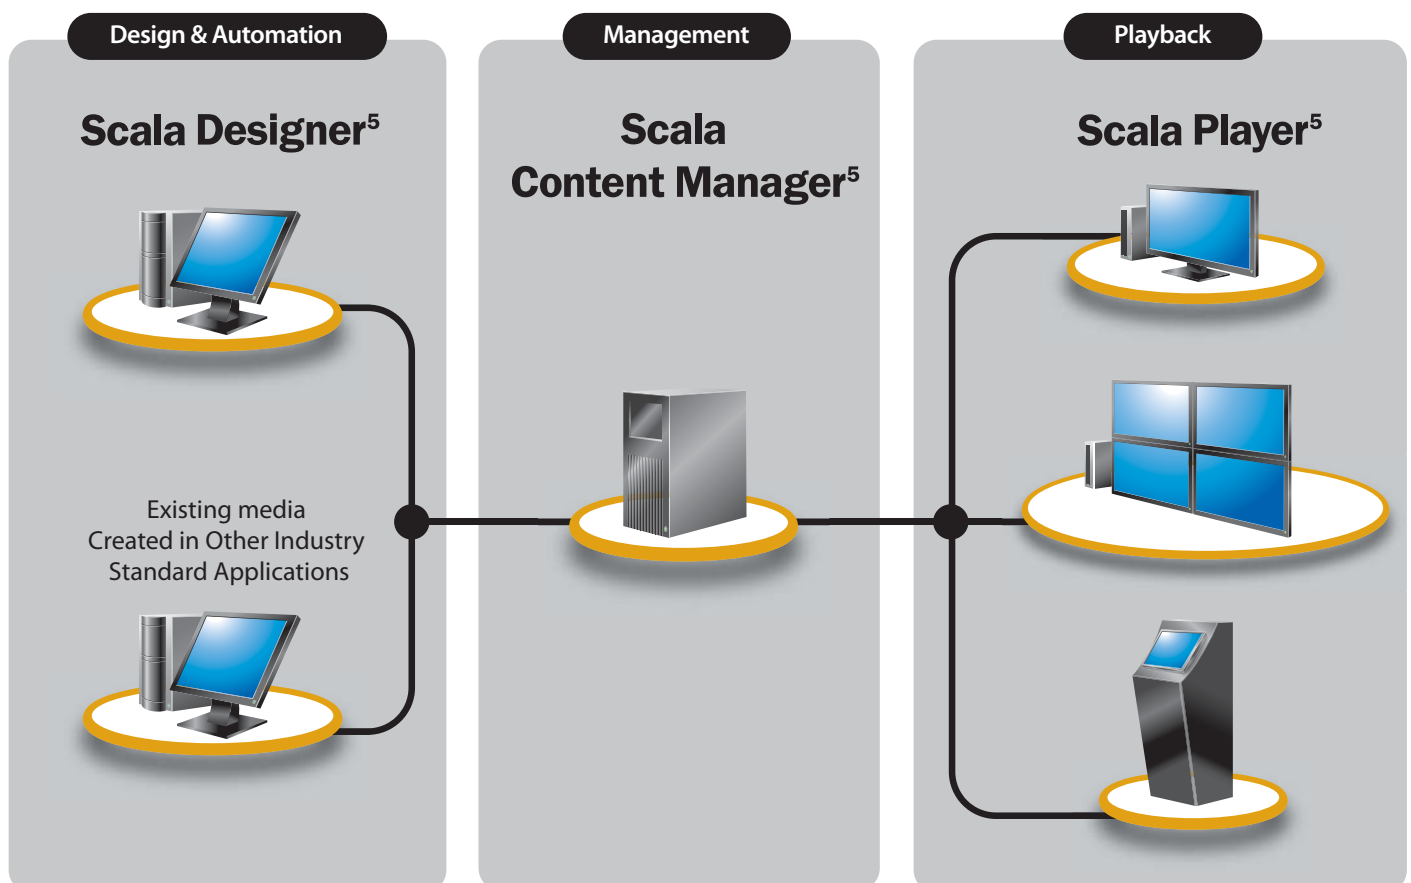 Design & Automation
Scala Designer⁵
Existing media
Created in Other Industry
Standard Applications
Management
Scala
Content Manager⁵
Playback
Scala Player⁵